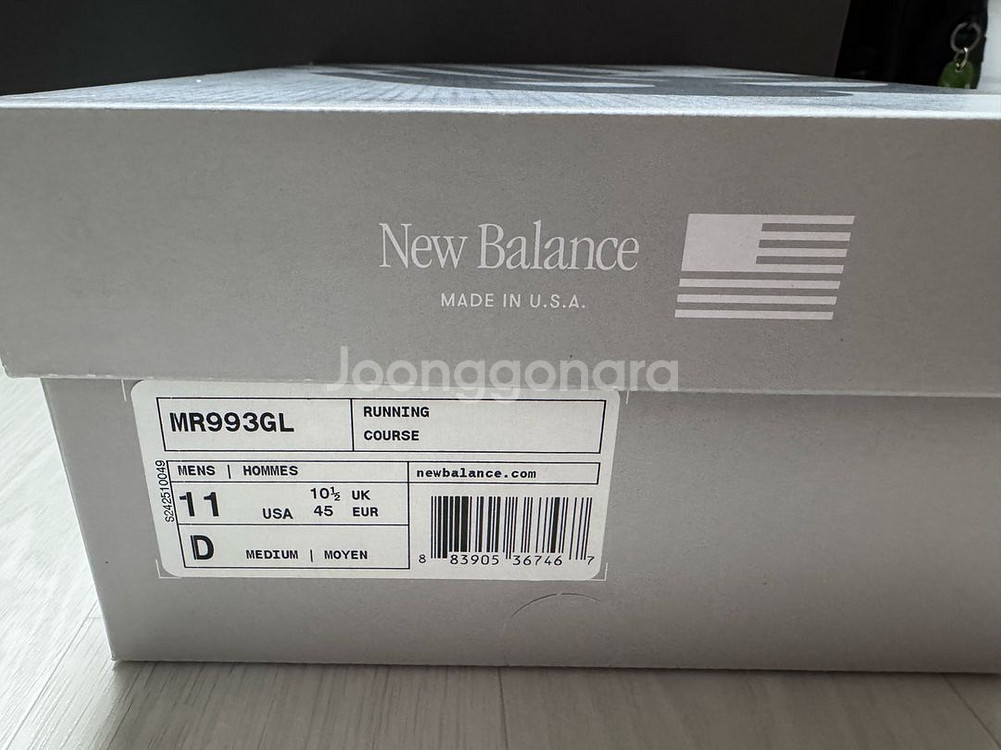 New Balance
MADE IN U.S.A.
Joonggonara
MR993GL
RUNNING
COURSE
MENS | HOMMES
newbalance.com
S242510049
11 USA 10½ UK
45 EUR
D MEDIUM | MOYEN
8 83905 36746 7